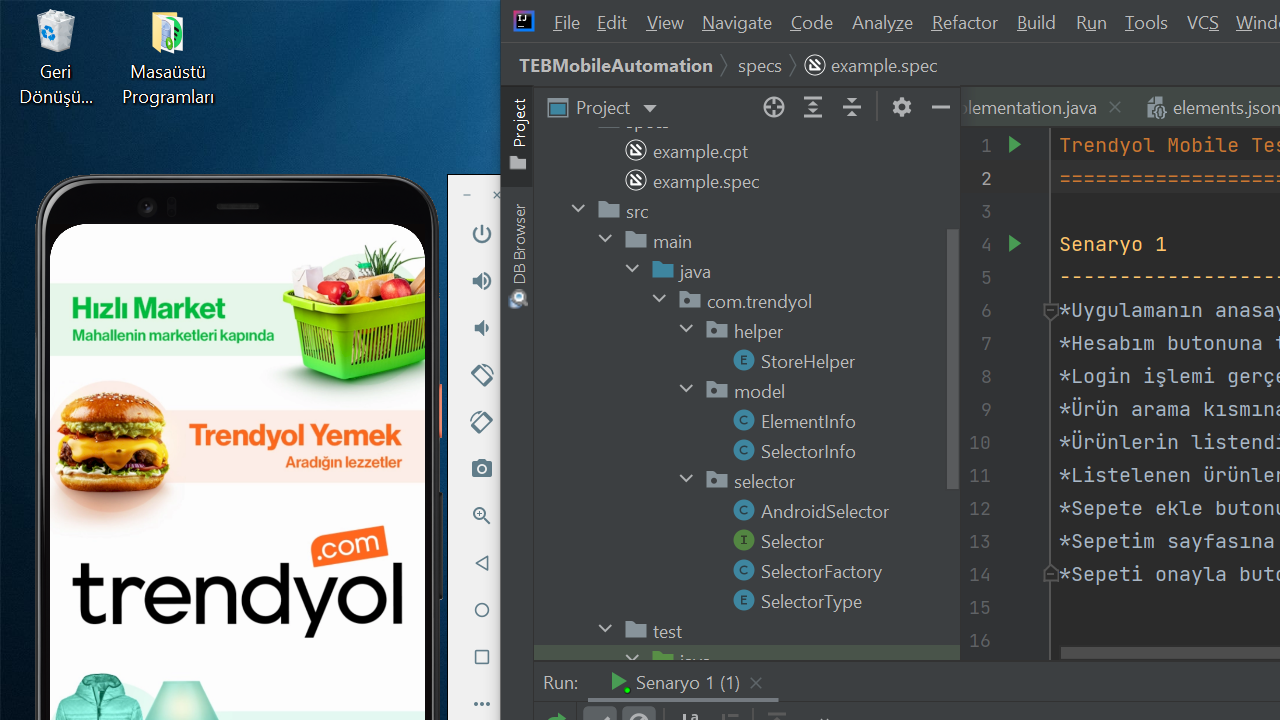 Geri
Dönüşü...
Masaüstü
Programları
Hızlı Market
Mahallenin marketleri kapında
Trendyol Yemek
Aradığın lezzetler
.com
trendyol
File Edit View Navigate Code Analyze Refactor Build Run Tools VCS
TEBMobileAutomation specs example.spec
Project
DB Browser
Project
example.cpt
example.spec
src
main
java
com.trendyol
helper
E StoreHelper
model
C ElementInfo
C SelectorInfo
selector
C AndroidSelector
I Selector
C SelectorFactory
E SelectorType
test
java
lementation.java elements.json
1 Trendyol Mobile Tes
2 ===================
3
4 Senaryo 1
5 -------------------
6 *Uygulamanın anasay
7 *Hesabım butonuna t
8 *Login işlemi gerçe
9 *Ürün arama kısmına
10 *Ürünlerin listendi
11 *Listelenen ürünler
12 *Sepete ekle butonu
13 *Sepetim sayfasına
14 *Sepeti onayla buto
15
16
Run: Senaryo 1 (1)